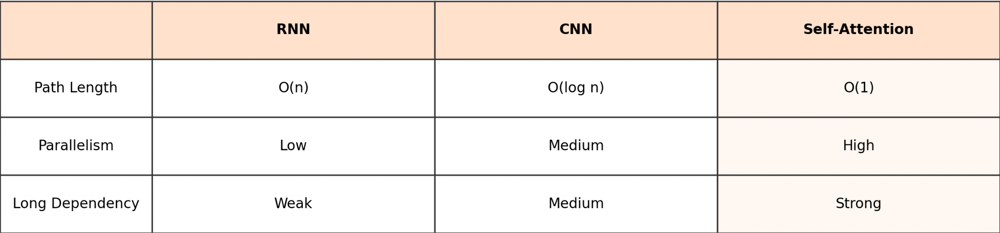 RNN CNN Self-Attention
Path Length O(n) O(log n) O(1)
Parallelism Low Medium High
Long Dependency Weak Medium Strong